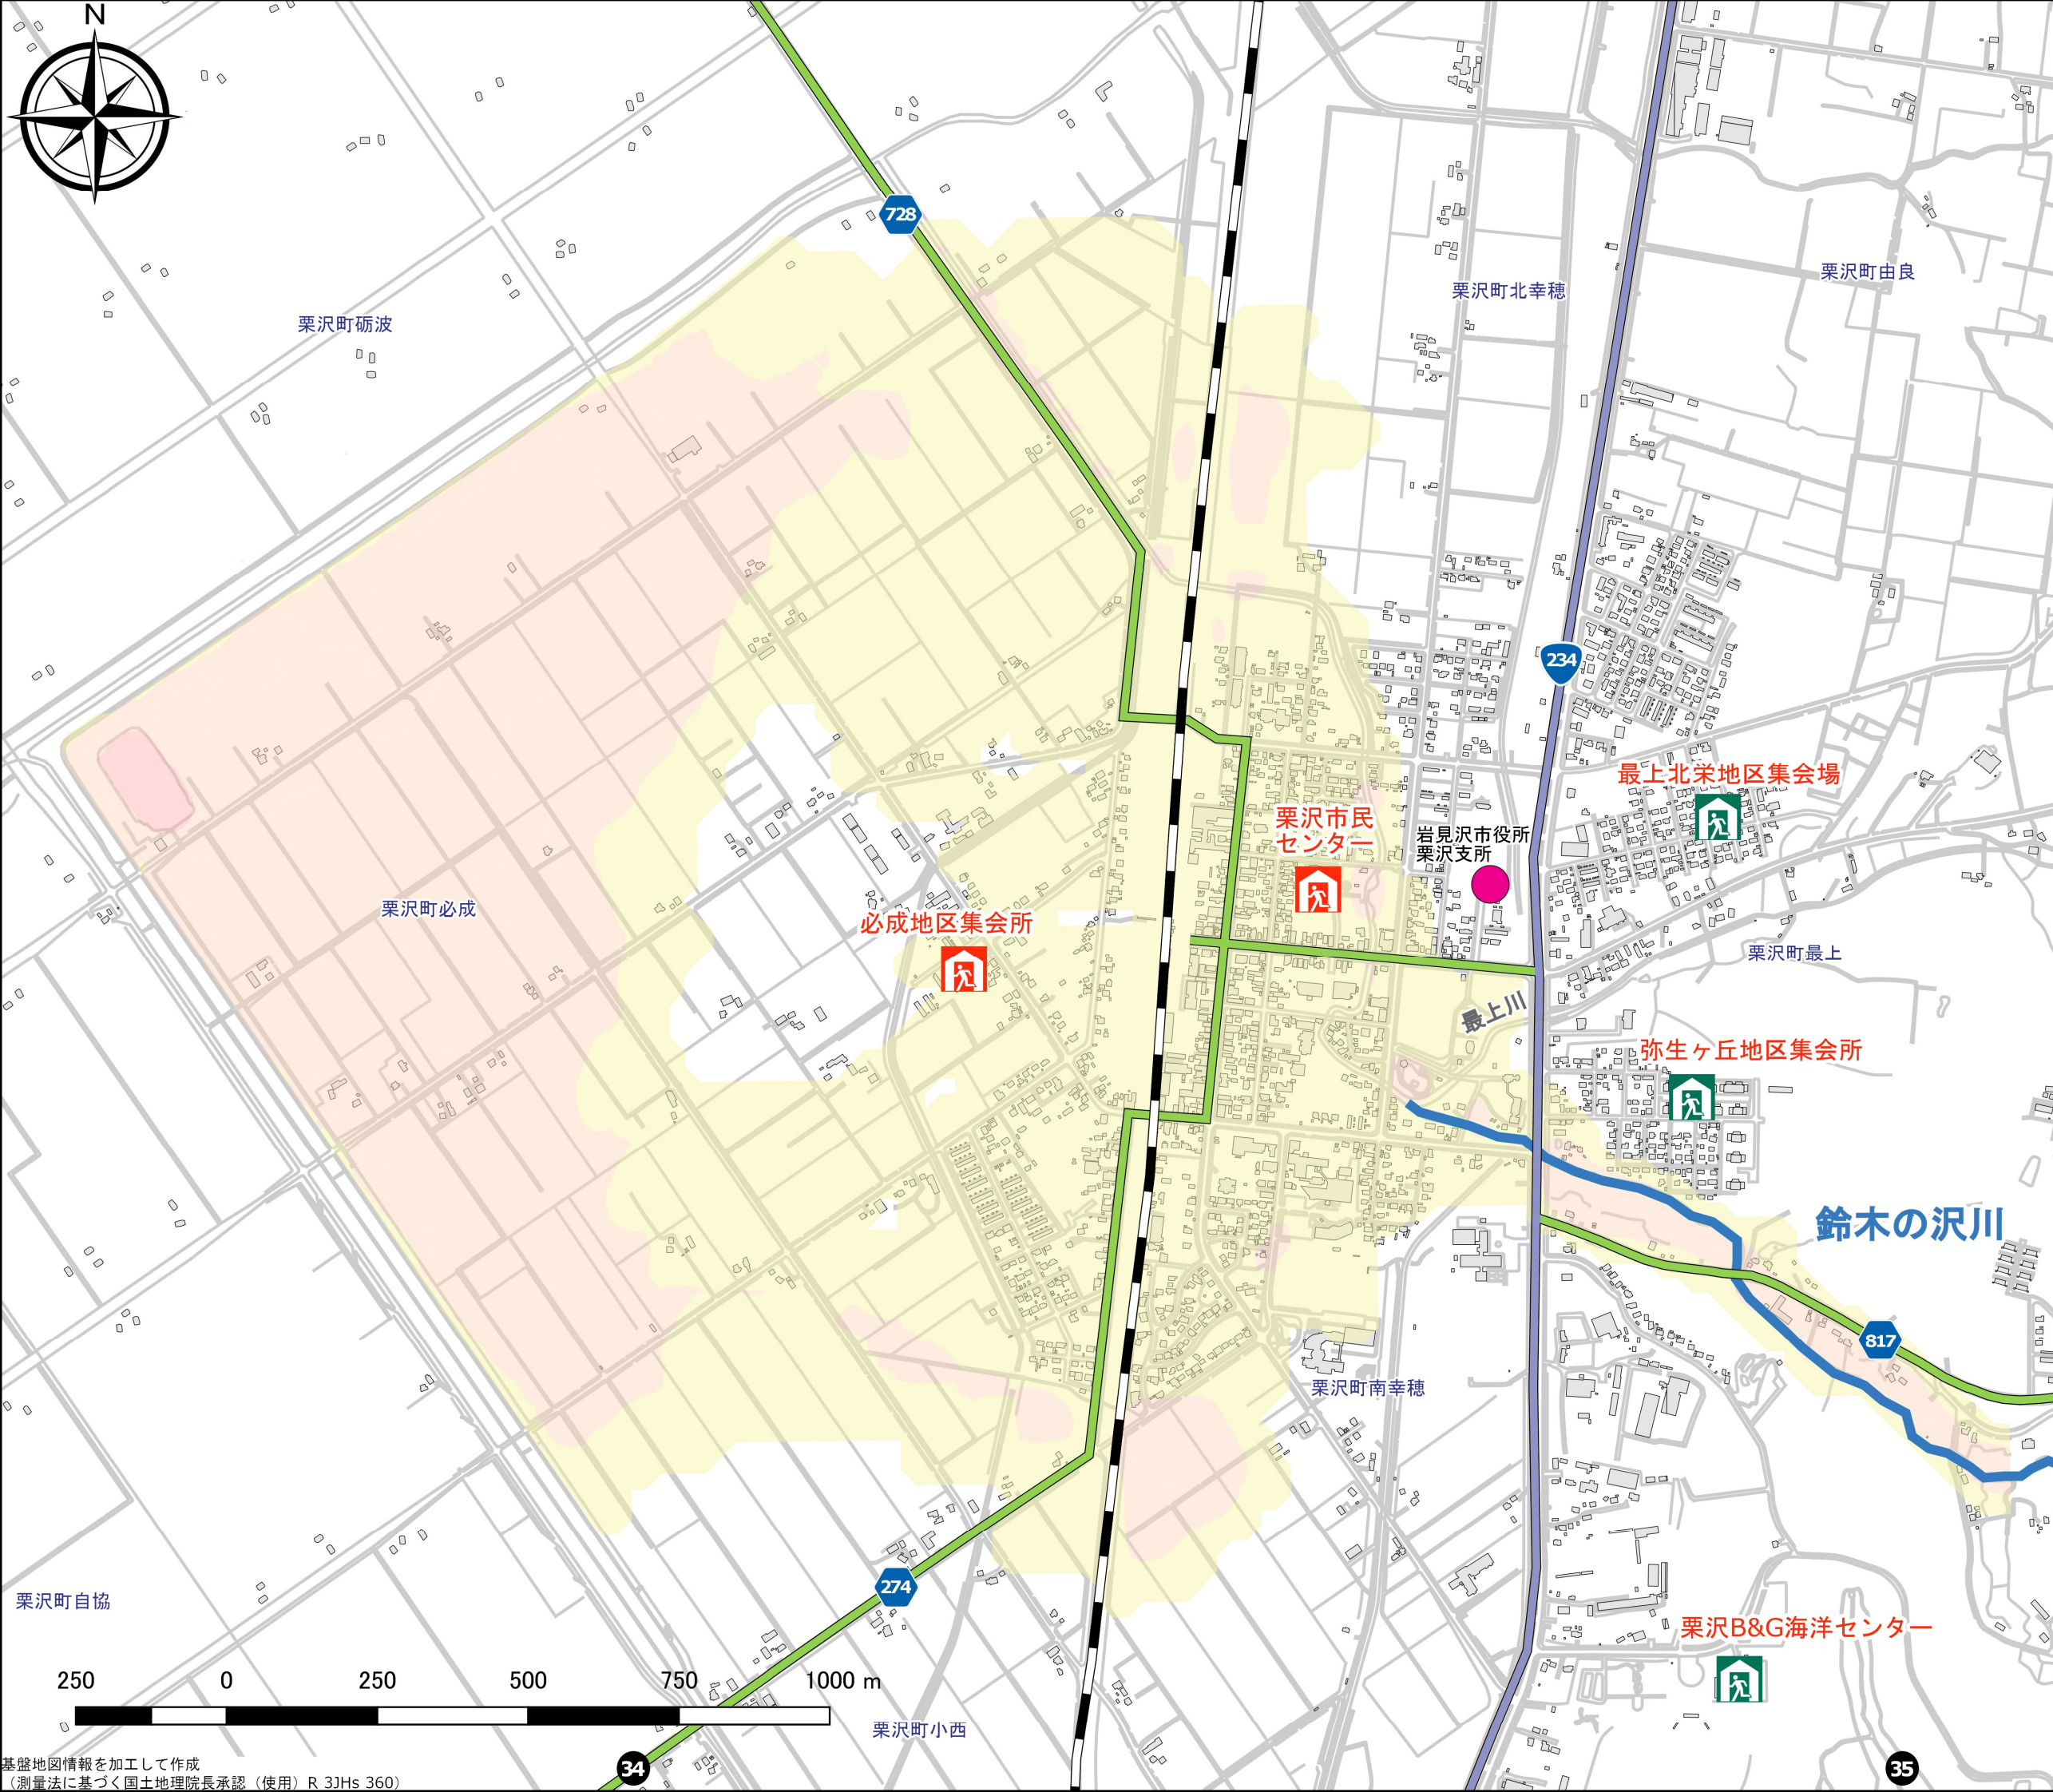 N
728
栗沢町由良
栗沢町北幸穂
栗沢町砺波
234
最上北栄地区集会場
栗沢市民
センター
岩見沢市役所
栗沢支所
栗沢町必成
必成地区集会所
栗沢町最上
最上川
弥生ヶ丘地区集会所
鈴木の沢川
817
栗沢町南幸穂
274
栗沢町自協
栗沢B&G海洋センター
250 0 250 500 750 1000 m
栗沢町小西
基盤地図情報を加工して作成
（測量法に基づく国土地理院長承認（使用）R 3JHs 360）
34
35